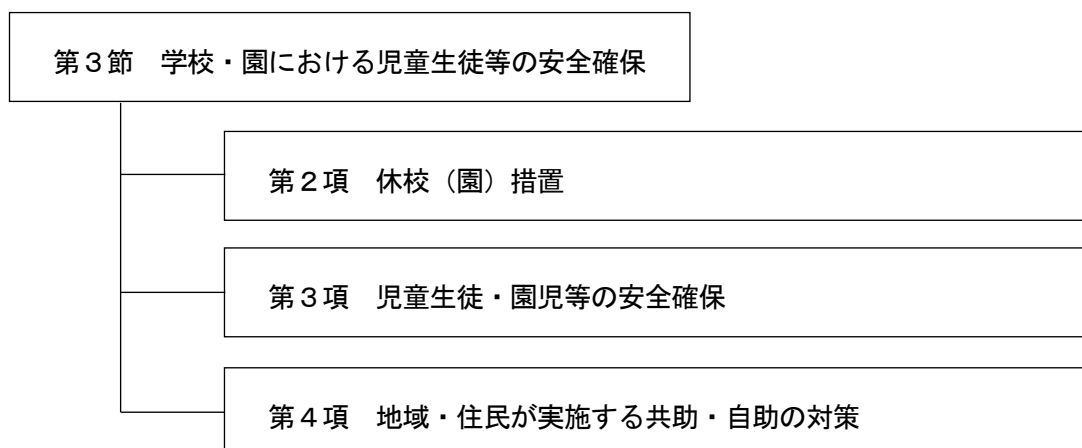 第３節　学校・園における児童生徒等の安全確保
第２項　休校（園）措置
第３項　児童生徒・園児等の安全確保
第４項　地域・住民が実施する共助・自助の対策